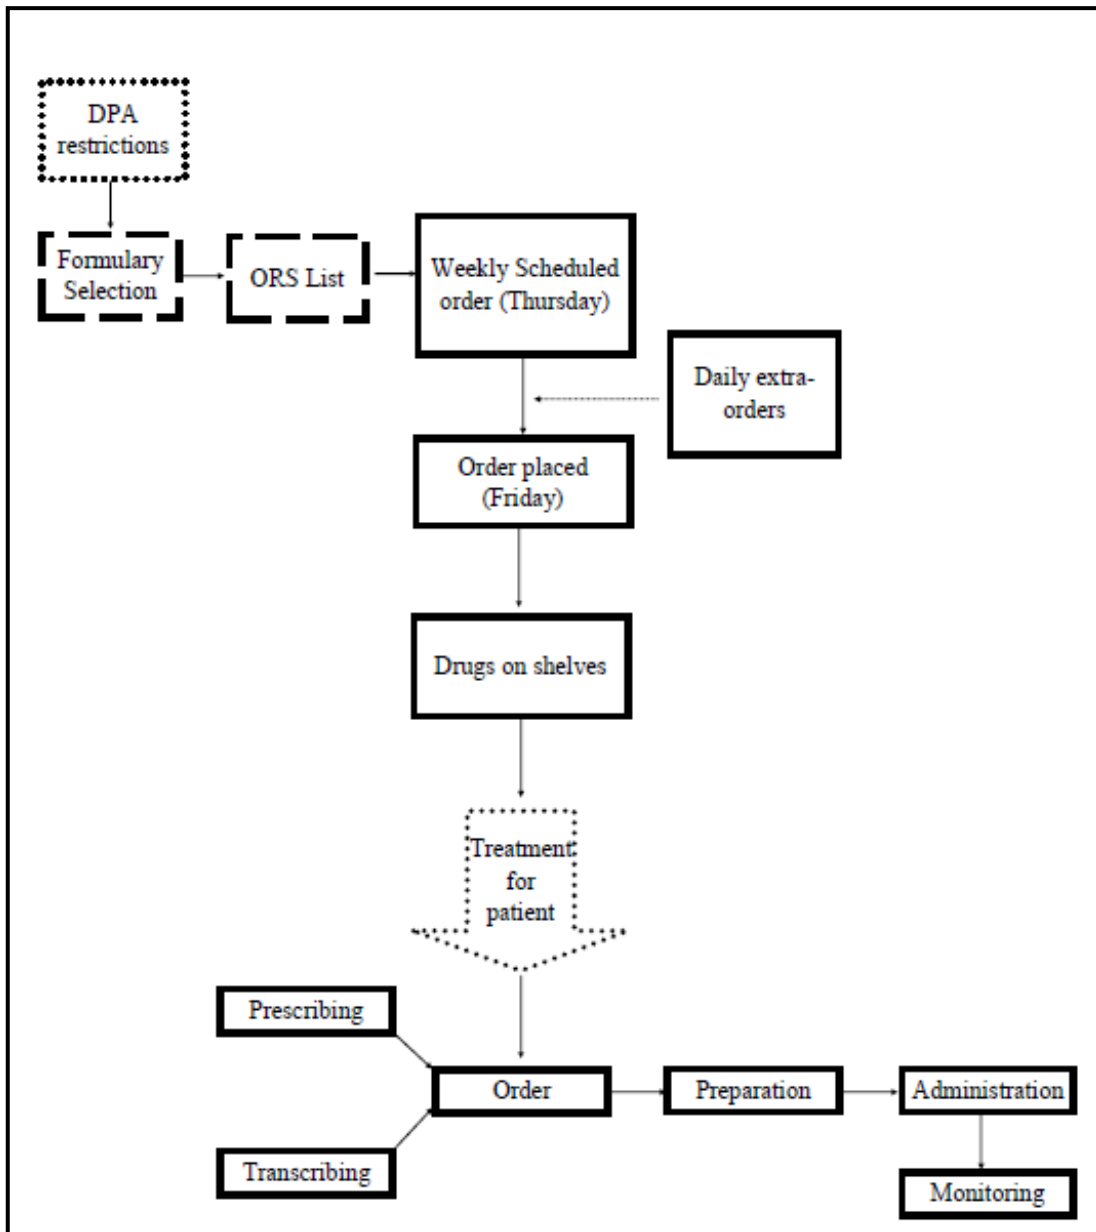 DPA
restrictions
Formulary
Selection
ORS List
Weekly Scheduled
order (Thursday)
Daily extra-
orders
Order placed
(Friday)
Drugs on shelves
Treatment
for
patient
Prescribing
Order
Preparation
Administration
Transcribing
Monitoring